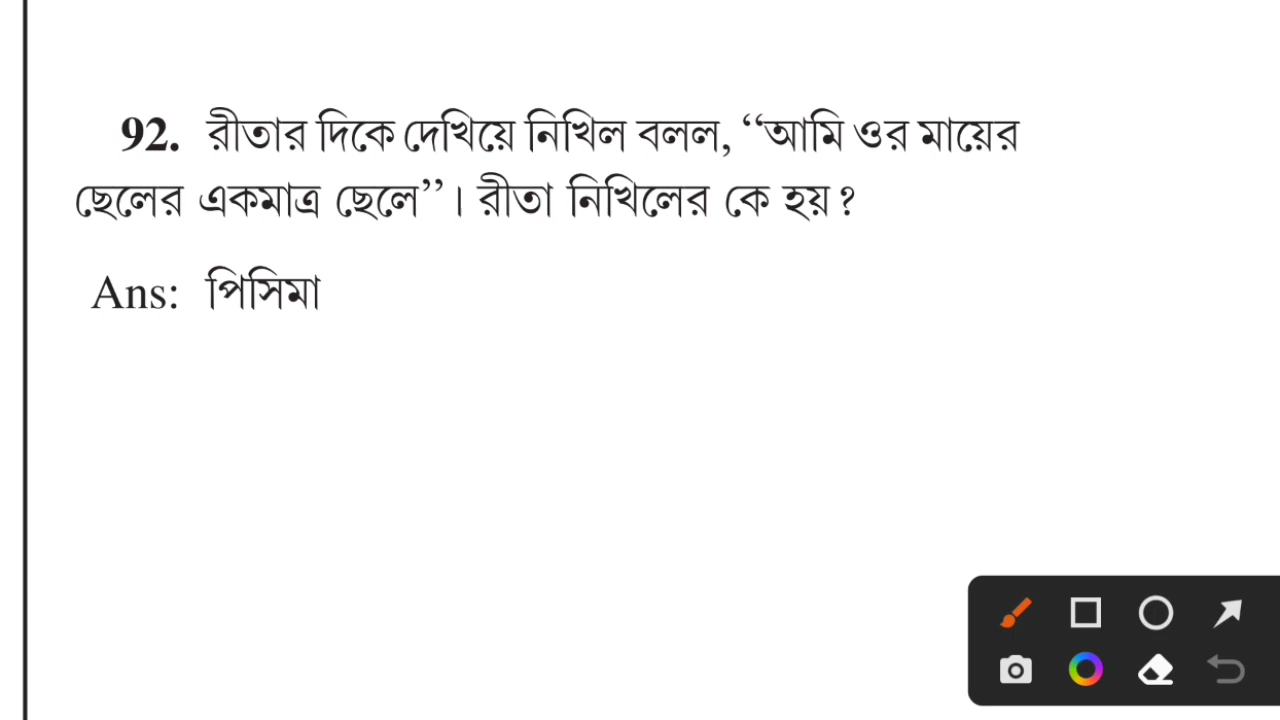 92. রীতার দিকে দেখিয়ে নিখিল বলল, ‘‘আমি ওর মায়ের
ছেলের একমাত্র ছেলে’’। রীতা নিখিলের কে হয়?
Ans: পিসিমা